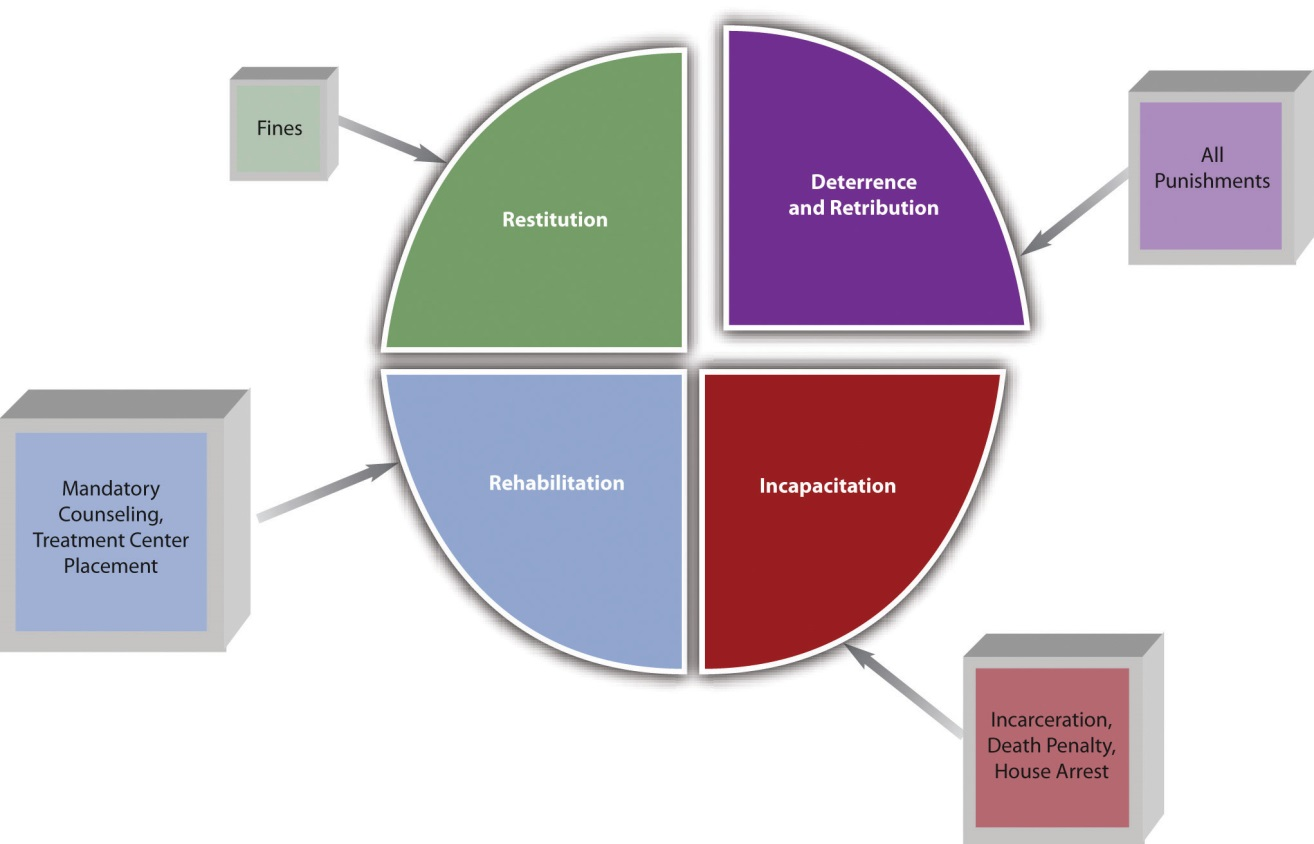 Fines
Restitution
Deterrence
and Retribution
All
Punishments
Mandatory
Counseling,
Treatment Center
Placement
Rehabilitation
Incapacitation
Incarceration,
Death Penalty,
House Arrest